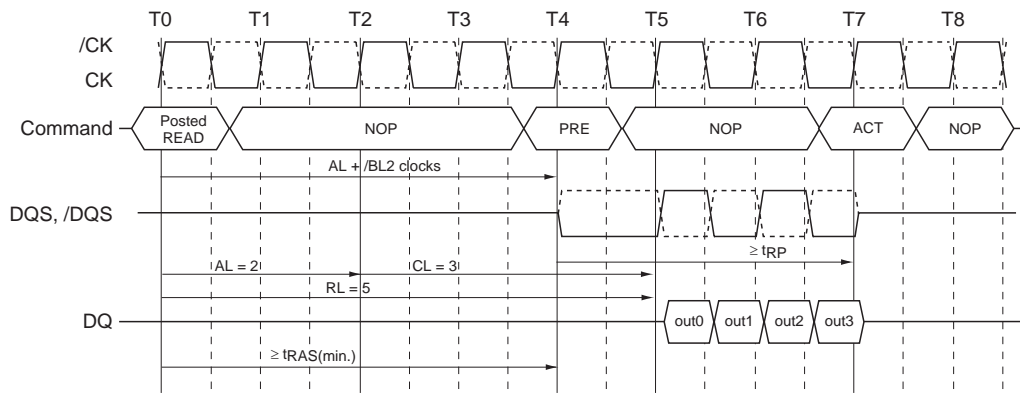 T0 T1 T2 T3 T4 T5 T6 T7 T8
/CK
CK
Command Posted READ NOP PRE NOP ACT NOP
AL + /BL2 clocks
DQS, /DQS
≥ tRP
AL = 2 CL = 3
RL = 5
DQ out0 out1 out2 out3
≥ tRAS(min.)